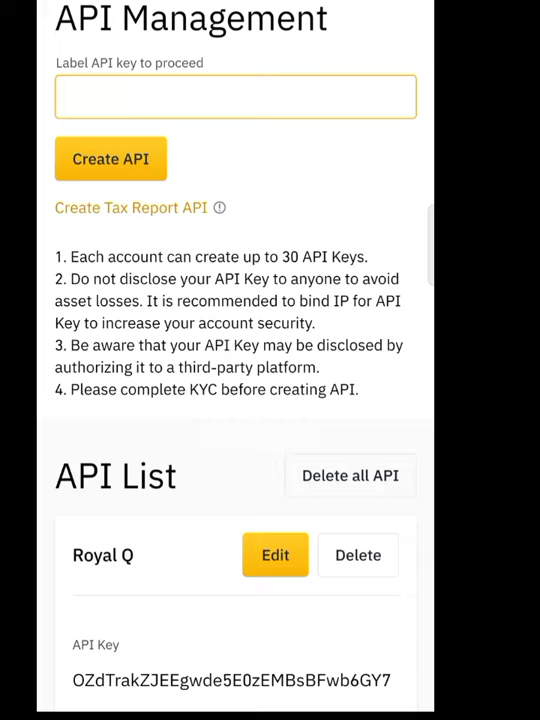 API Management
Label API key to proceed
Create API
Create Tax Report API
1. Each account can create up to 30 API Keys.
2. Do not disclose your API Key to anyone to avoid
asset losses. It is recommended to bind IP for API
Key to increase your account security.
3. Be aware that your API Key may be disclosed by
authorizing it to a third-party platform.
4. Please complete KYC before creating API.
API List
Delete all API
Royal Q
Edit
Delete
API Key
OZdTrakZJEEgwde5E0zEMBsBFwb6GY7